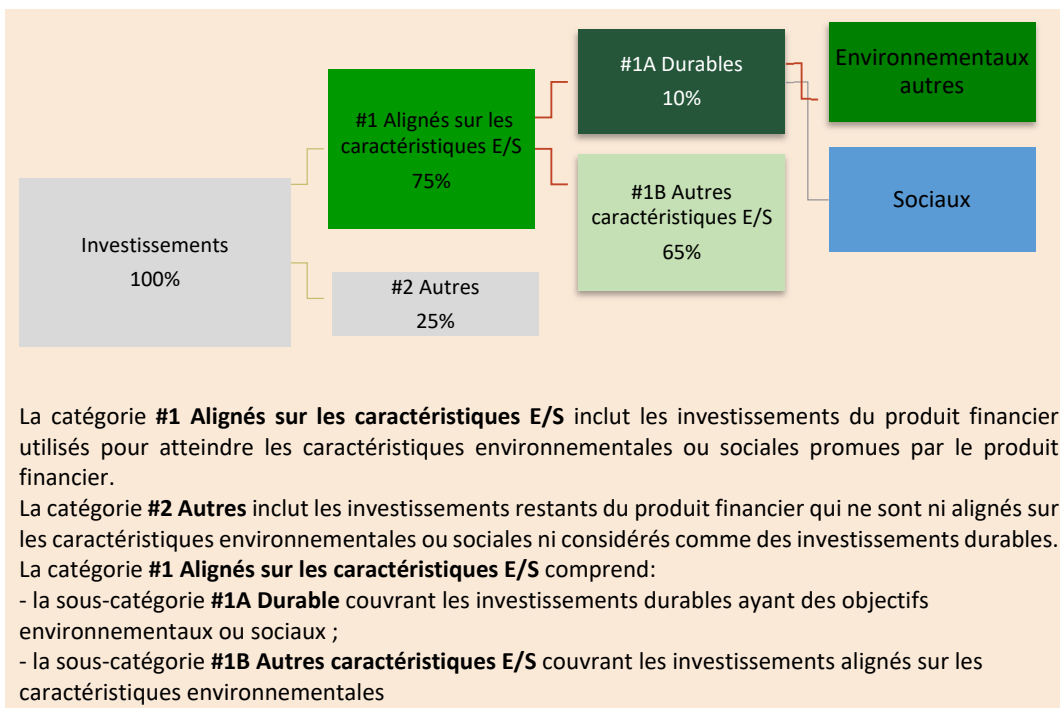 #1A Durables
10%
Environnementaux
autres
#1 Alignés sur les
caractéristiques E/S
75%
#1B Autres
caractéristiques E/S
65%
Sociaux
Investissements
100%
#2 Autres
25%
La catégorie #1 Alignés sur les caractéristiques E/S inclut les investissements du produit financier
utilisés pour atteindre les caractéristiques environnementales ou sociales promues par le produit
financier.
La catégorie #2 Autres inclut les investissements restants du produit financier qui ne sont ni alignés sur
les caractéristiques environnementales ou sociales ni considérés comme des investissements durables.
La catégorie #1 Alignés sur les caractéristiques E/S comprend:
- la sous-catégorie #1A Durable couvrant les investissements durables ayant des objectifs
environnementaux ou sociaux ;
- la sous-catégorie #1B Autres caractéristiques E/S couvrant les investissements alignés sur les
caractéristiques environnementales